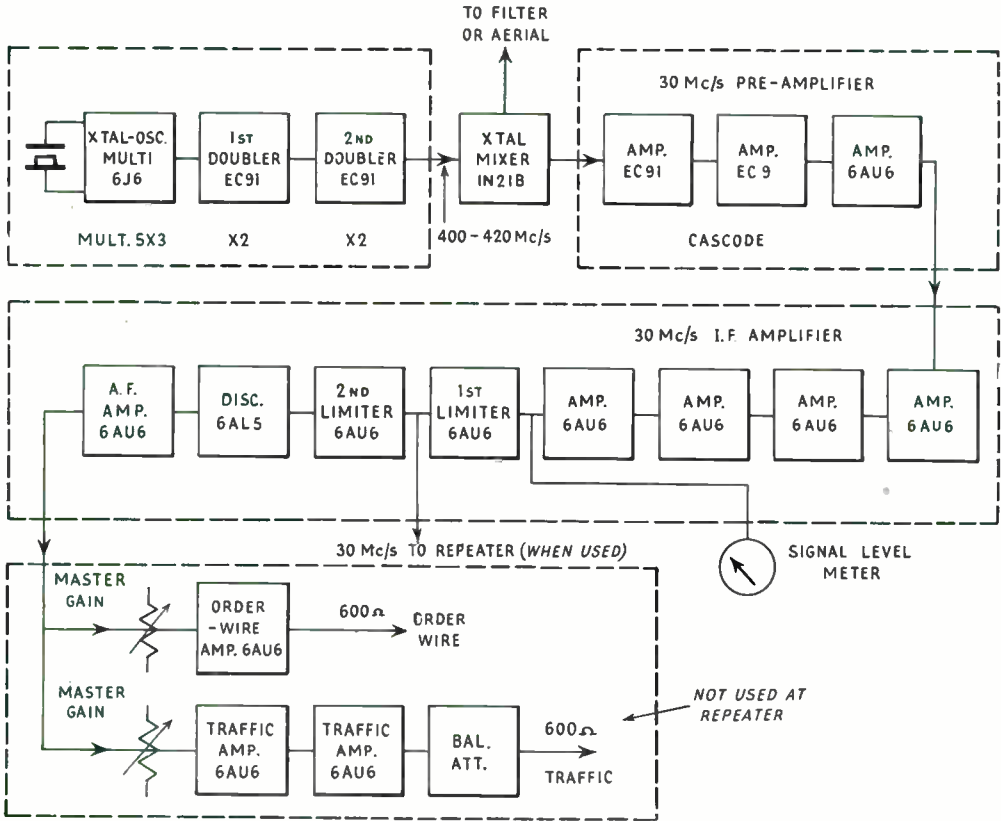 TO FILTER
OR AERIAL
30 Mc/s PRE-AMPLIFIER
XTAL-OSC.
MULTI
6J6
1ST
DOUBLER
EC91
2ND
DOUBLER
EC91
XTAL
MIXER
IN21B
AMP.
EC91
AMP.
EC9
AMP.
6AU6
MULT. 5X3
X2
X2
400-420Mc/s
CASCODE
30 Mc/s I.F. AMPLIFIER
A.F.
AMP.
6AU6
DISC.
6AL5
2ND
LIMITER
6AU6
1ST
LIMITER
6AU6
AMP.
6AU6
AMP.
6AU6
AMP.
6AU6
AMP.
6AU6
30 Mc/s TO REPEATER (WHEN USED)
SIGNAL LEVEL
METER
MASTER
GAIN
ORDER
-WIRE
AMP. 6AU6
600Ω
ORDER
WIRE
MASTER
GAIN
TRAFFIC
AMP.
6AU6
TRAFFIC
AMP.
6AU6
BAL.
ATT.
600Ω
TRAFFIC
NOT USED AT
REPEATER